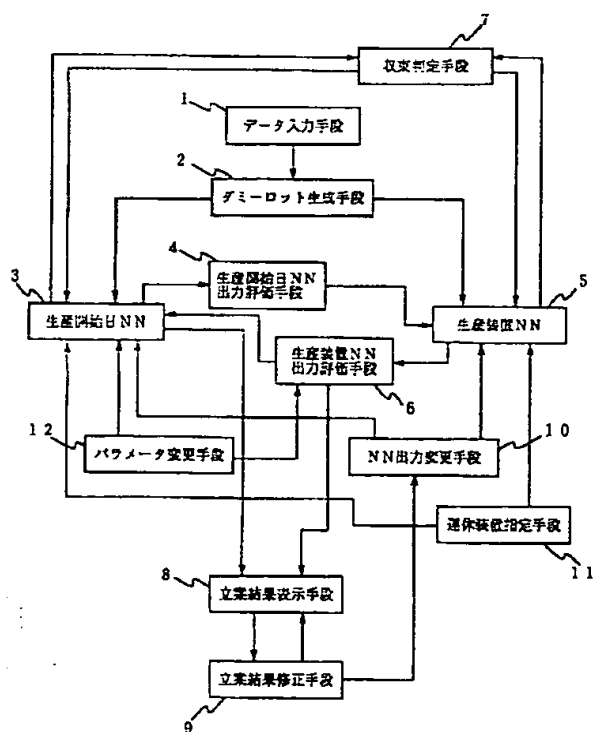 7
収束判定手段
1
データ入力手段
2
ダミーロット生成手段
4
生産開始日NN
出力評価手段
3
生産開始日NN
5
生産装置NN
生産装置NN
出力評価手段
6
12
パラメータ変更手段
10
NN出力変更手段
運休装置指定手段
11
8
立案結果表示手段
立案結果修正手段
9